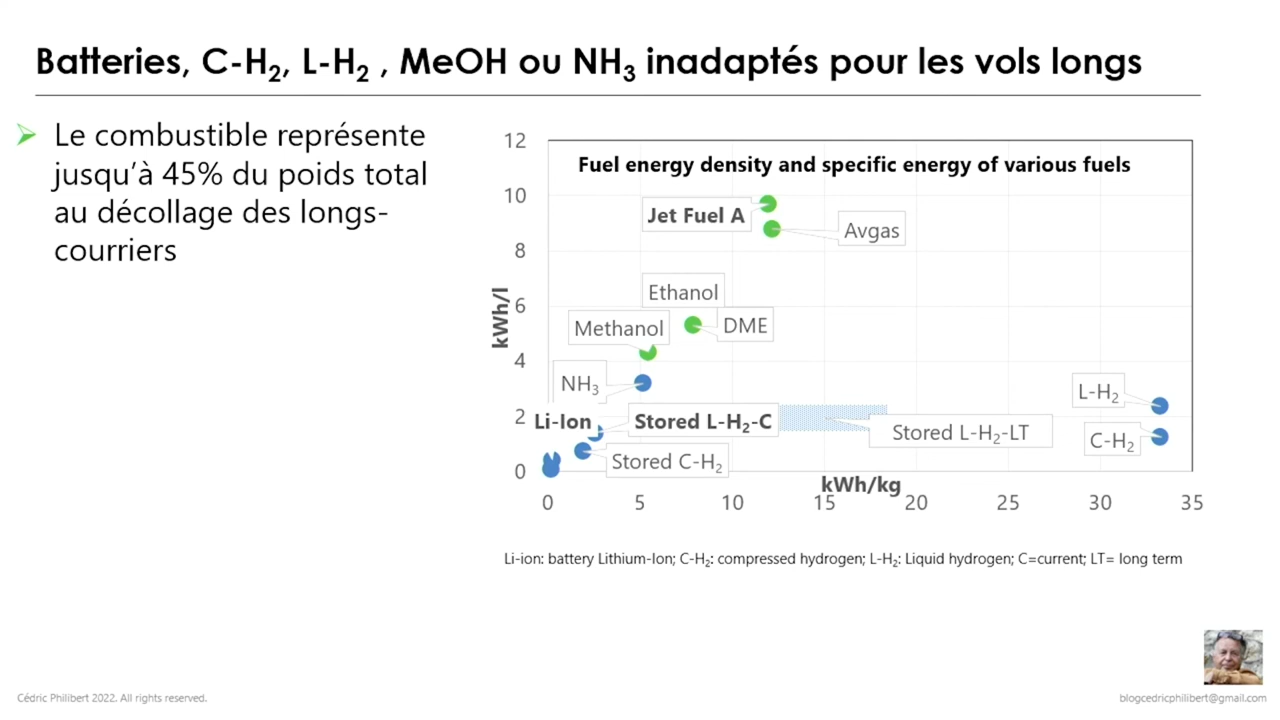 Batteries, C-H₂, L-H₂ , MeOH ou NH₃ inadaptés pour les vols longs
Le combustible représente
jusqu’à 45% du poids total
au décollage des longs-
courriers
Fuel energy density and specific energy of various fuels
kWh/l
12
10
8
6
4
2
0
Jet Fuel A
Avgas
Ethanol
Methanol
DME
NH₃
L-H₂
Li-Ion
Stored L-H₂-C
Stored L-H₂-LT
C-H₂
Stored C-H₂
kWh/kg
0 5 10 15 20 25 30 35
Li-ion: battery Lithium-Ion; C-H₂: compressed hydrogen; L-H₂: Liquid hydrogen; C=current; LT= long term
Cédric Philibert 2022. All rights reserved.
blogcedricphilibert@gmail.com